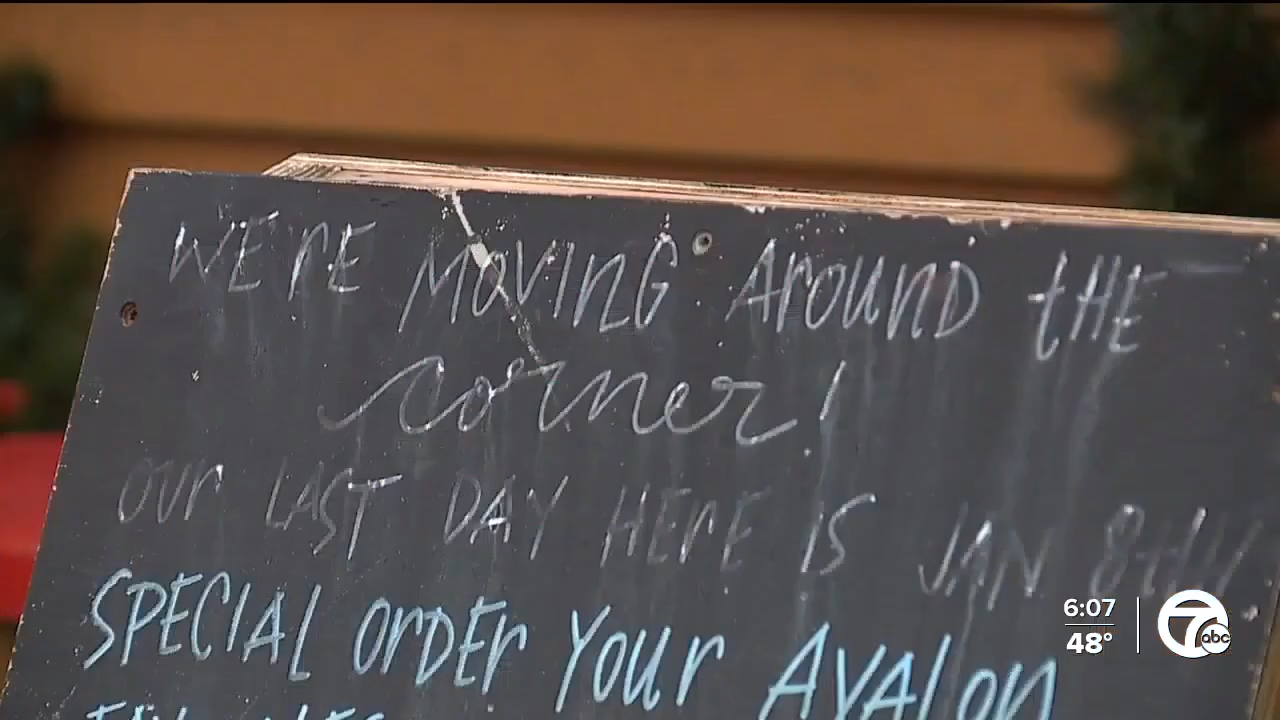 WE'RE MOVING AROUND THE
corner!
OUR LAST DAY HERE IS JAN 8TH
SPECIAL ORDER YOUR AVALON
6:07
48°
7 abc